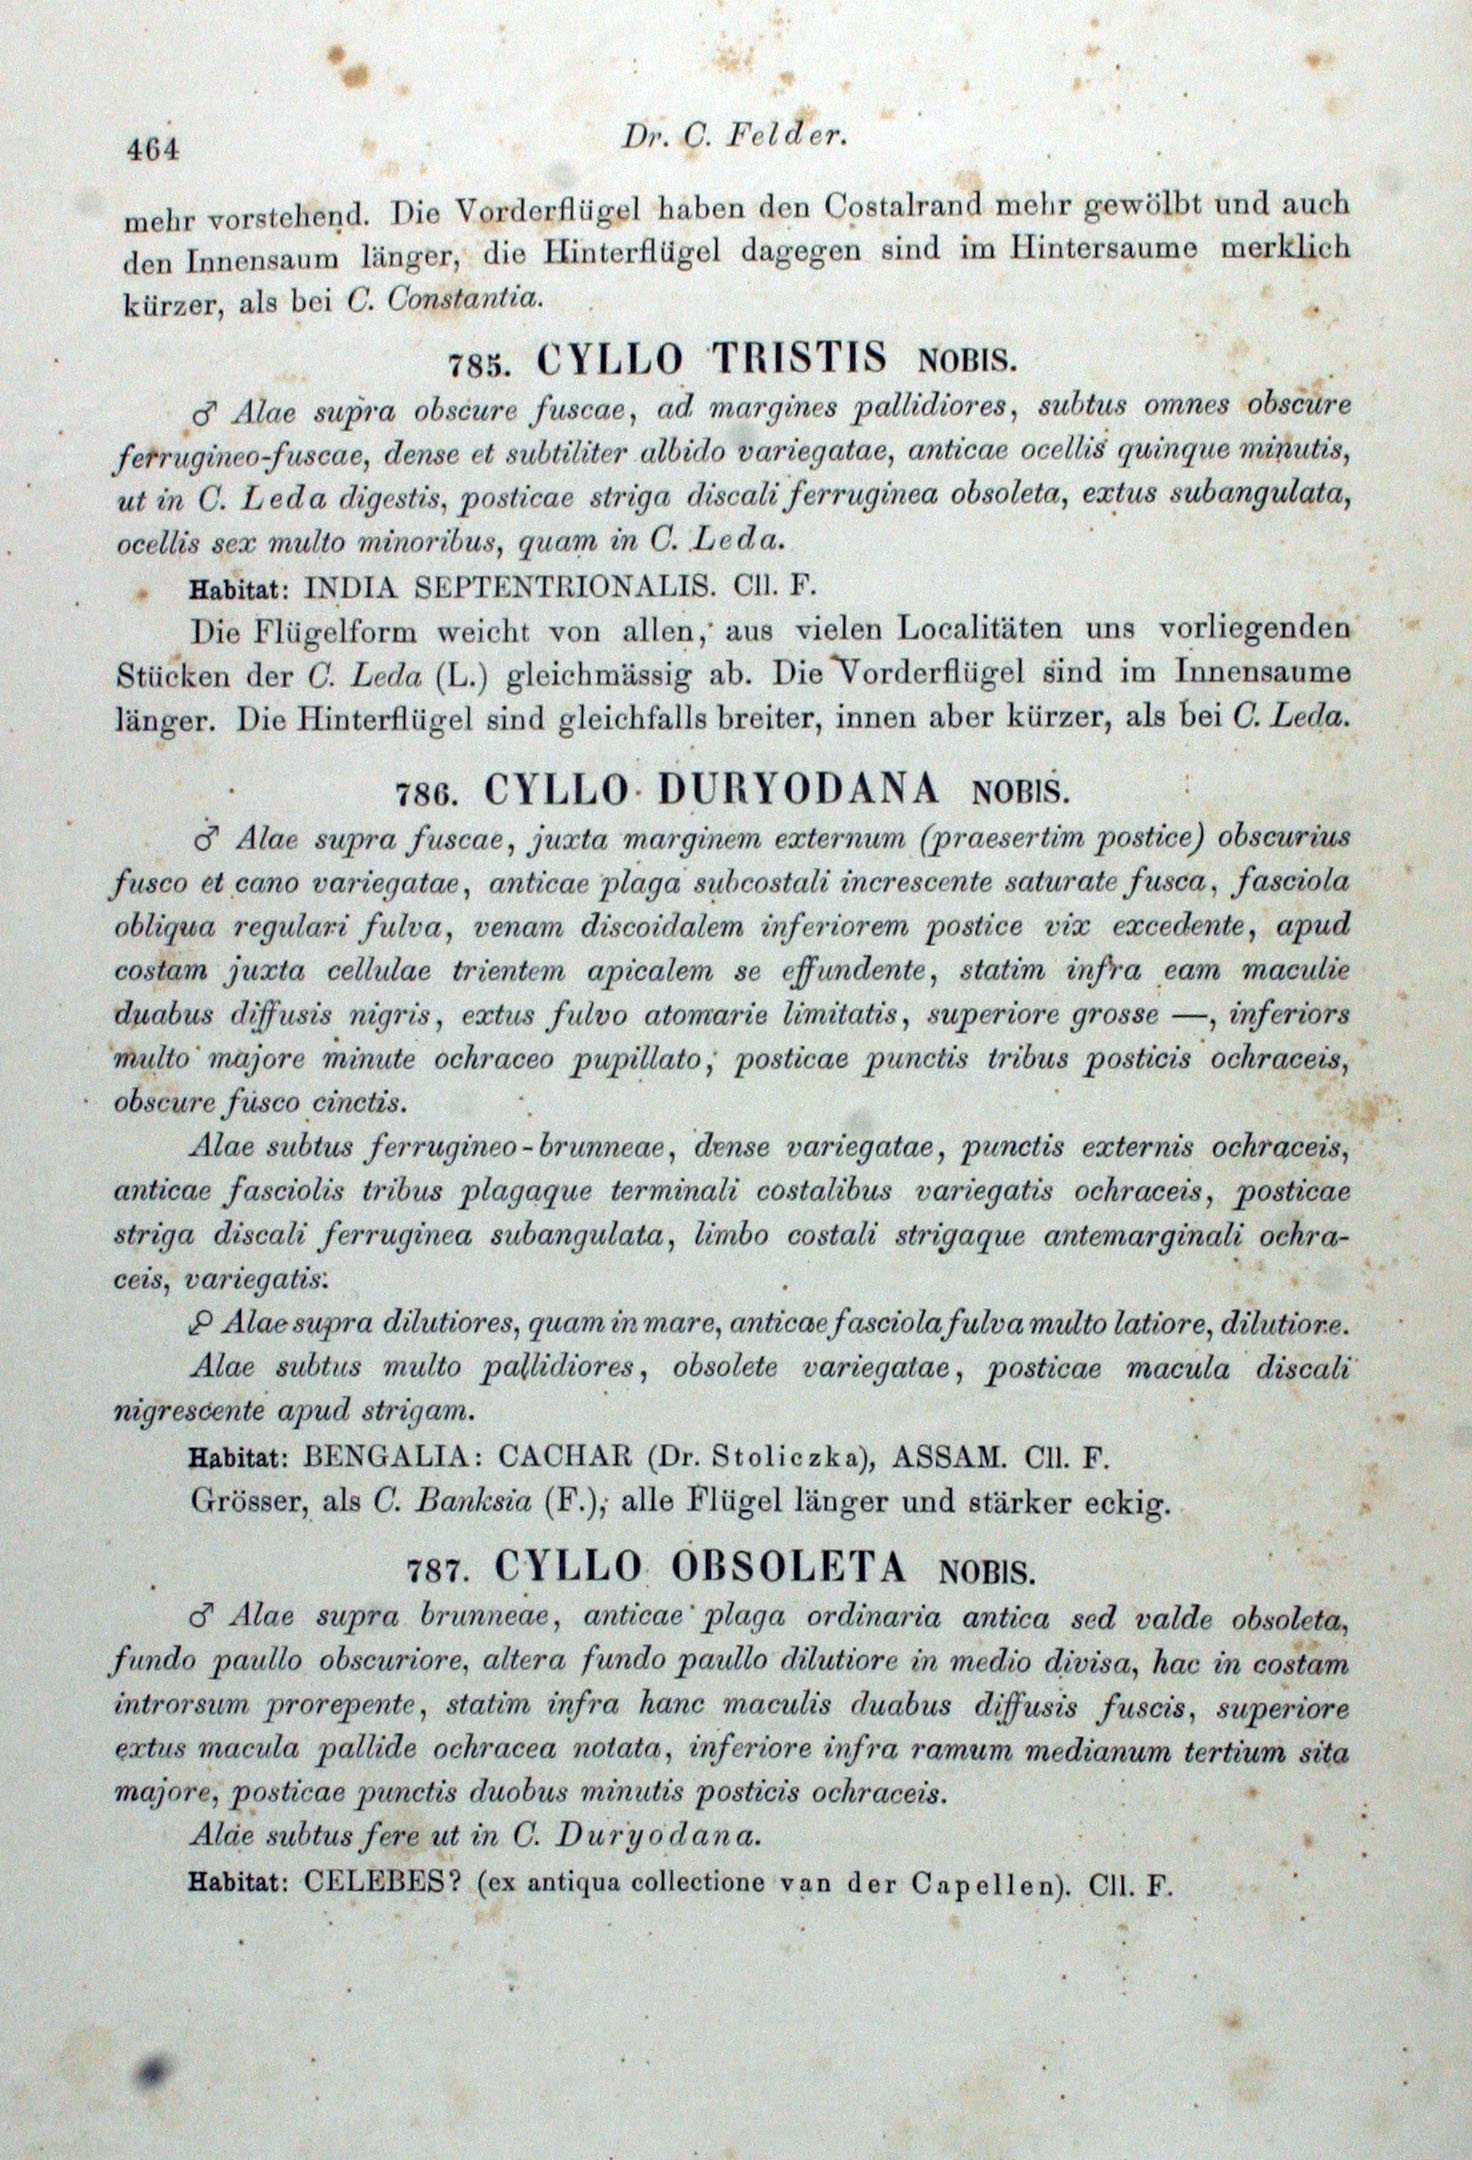 464
Dr. C. Felder.
mehr vorstehend. Die Vorderflügel haben den Costalrand mehr gewölbt und auch
den Innensaum länger, die Hinterflügel dagegen sind im Hintersaume merklich
kürzer, als bei C. Constantia.
785. CYLLO TRISTIS NOBIS.
♂ Alae supra obscure fuscae, ad margines pallidiores, subtus omnes obscure
ferrugineo-fuscae, dense et subtiliter albido variegatae, anticae ocellis quinque minutis,
ut in C. Leda digestis, posticae striga discali ferruginea obsoleta, extus subangulata,
ocellis sex multo minoribus, quam in C. Leda.
Habitat: INDIA SEPTENTRIONALIS. Cll. F.
Die Flügelform weicht von allen, aus vielen Localitäten uns vorliegenden
Stücken der C. Leda (L.) gleichmässig ab. Die Vorderflügel sind im Innensaume
länger. Die Hinterflügel sind gleichfalls breiter, innen aber kürzer, als bei C. Leda.
786. CYLLO DURYODANA NOBIS.
♂ Alae supra fuscae, juxta marginem externum (praesertim postice) obscurius
fusco et cano variegatae, anticae plaga subcostali increscente saturate fusca, fasciola
obliqua regulari fulva, venam discoidalem inferiorem postice vix excedente, apud
costam juxta cellulae trientem apicalem se effundente, statim infra eam maculie
duabus diffusis nigris, extus fulvo atomarie limitatis, superiore grosse —, inferiors
multo majore minute ochraceo pupillato; posticae punctis tribus posticis ochraceis,
obscure fusco cinctis.
Alae subtus ferrugineo-brunneae, dense variegatae, punctis externis ochraceis,
anticae fasciolis tribus plagaque terminali costalibus variegatis ochraceis, posticae
striga discali ferruginea subangulata, limbo costali strigaque antemarginali ochra-
ceis, variegatis.
♀ Alae supra dilutiores, quam in mare, anticae fasciola fulva multo latiore, dilutiore.
Alae subtus multo pallidiores, obsolete variegatae, posticae macula discali
nigrescente apud strigam.
Habitat: BENGALIA: CACHAR (Dr. Stoliczka), ASSAM. Cll. F.
Grösser, als C. Banksia (F.); alle Flügel länger und stärker eckig.
787. CYLLO OBSOLETA NOBIS.
♂ Alae supra brunneae, anticae plaga ordinaria antica sed valde obsoleta,
fundo paullo obscuriore, altera fundo paullo dilutiore in medio divisa, hac in costam
introrsum prorepente, statim infra hanc maculis duabus diffusis fuscis, superiore
extus macula pallide ochracea notata, inferiore infra ramum medianum tertium sita
majore, posticae punctis duobus minutis posticis ochraceis.
Alae subtus fere ut in C. Duryodana.
Habitat: CELEBES? (ex antiqua collectione van der Capellen). Cll. F.